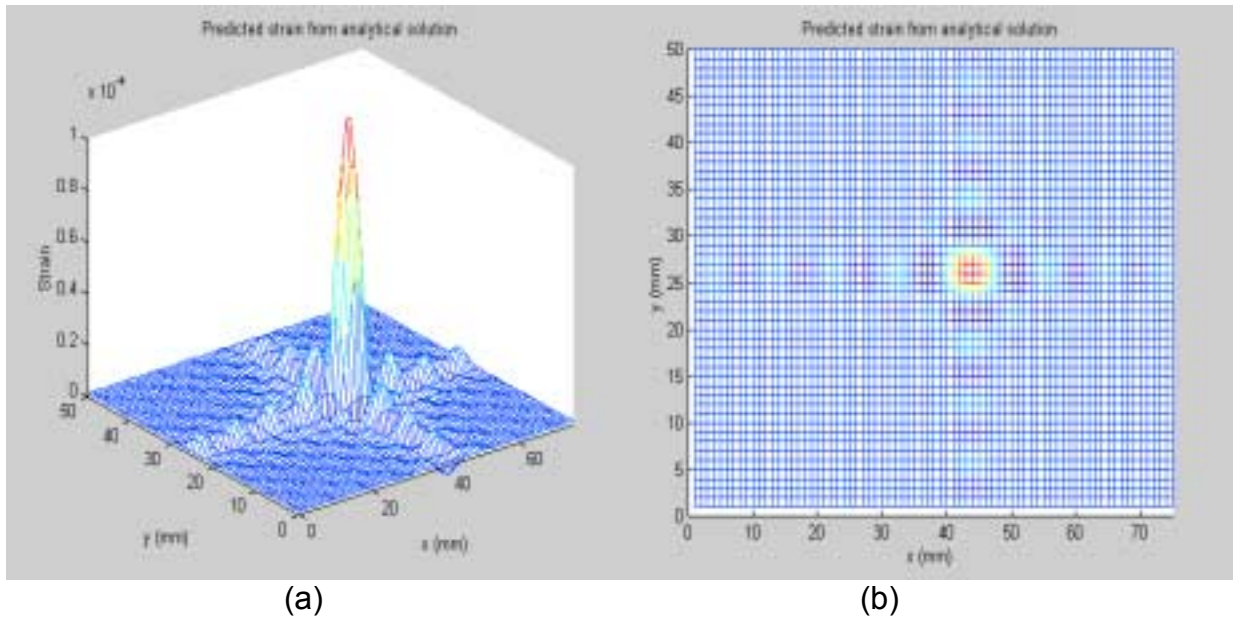 Predicted strain from analytical solution
x 10⁻⁴
1
0.8
0.6
0.4
0.2
0
Strain
50
40
30
20
10
0
y (mm)
0
20
40
60
x (mm)
Predicted strain from analytical solution
50
45
40
35
30
25
20
15
10
5
0
y (mm)
0 10 20 30 40 50 60 70
x (mm)
(a)
(b)